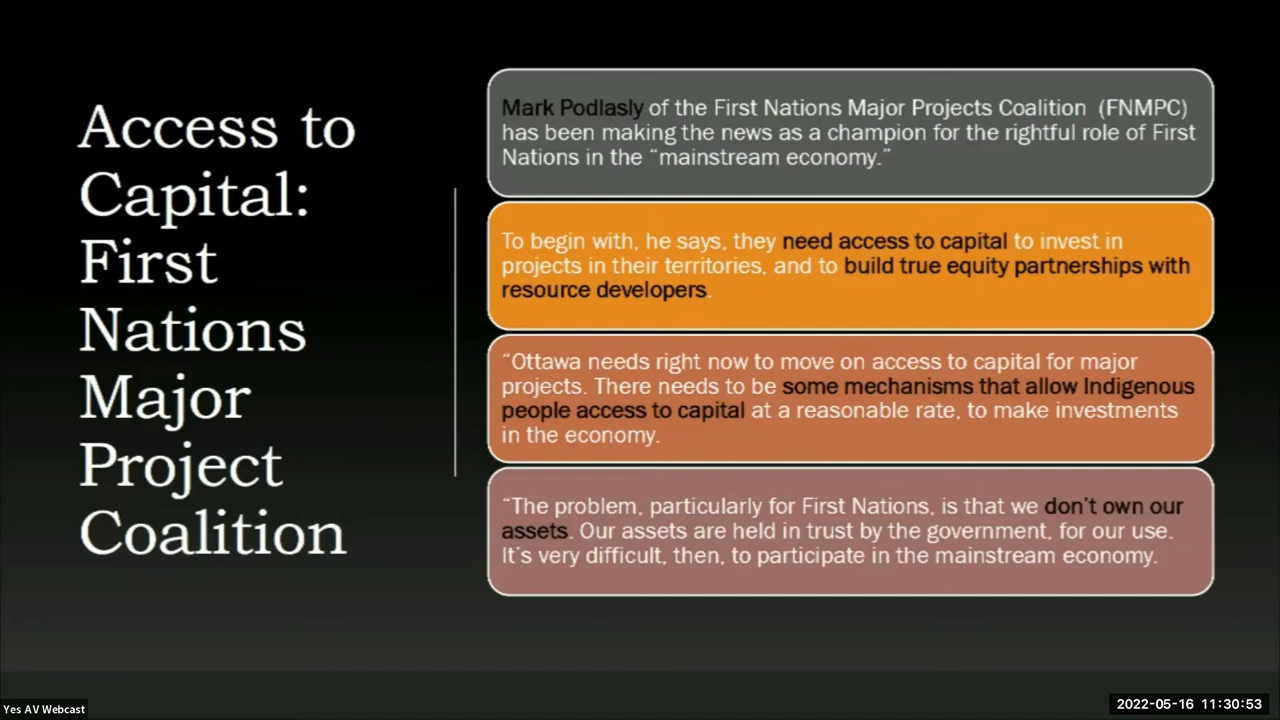 Access to
Capital:
First
Nations
Major
Project
Coalition
Mark Podlasly of the First Nations Major Projects Coalition (FNMPC)
has been making the news as a champion for the rightful role of First
Nations in the “mainstream economy.”
To begin with, he says, they need access to capital to invest in
projects in their territories, and to build true equity partnerships with
resource developers.
“Ottawa needs right now to move on access to capital for major
projects. There needs to be some mechanisms that allow Indigenous
people access to capital at a reasonable rate, to make investments
in the economy.
“The problem, particularly for First Nations, is that we don’t own our
assets. Our assets are held in trust by the government, for our use.
It’s very difficult, then, to participate in the mainstream economy.
Yes AV Webcast
2022-05-16 11:30:53